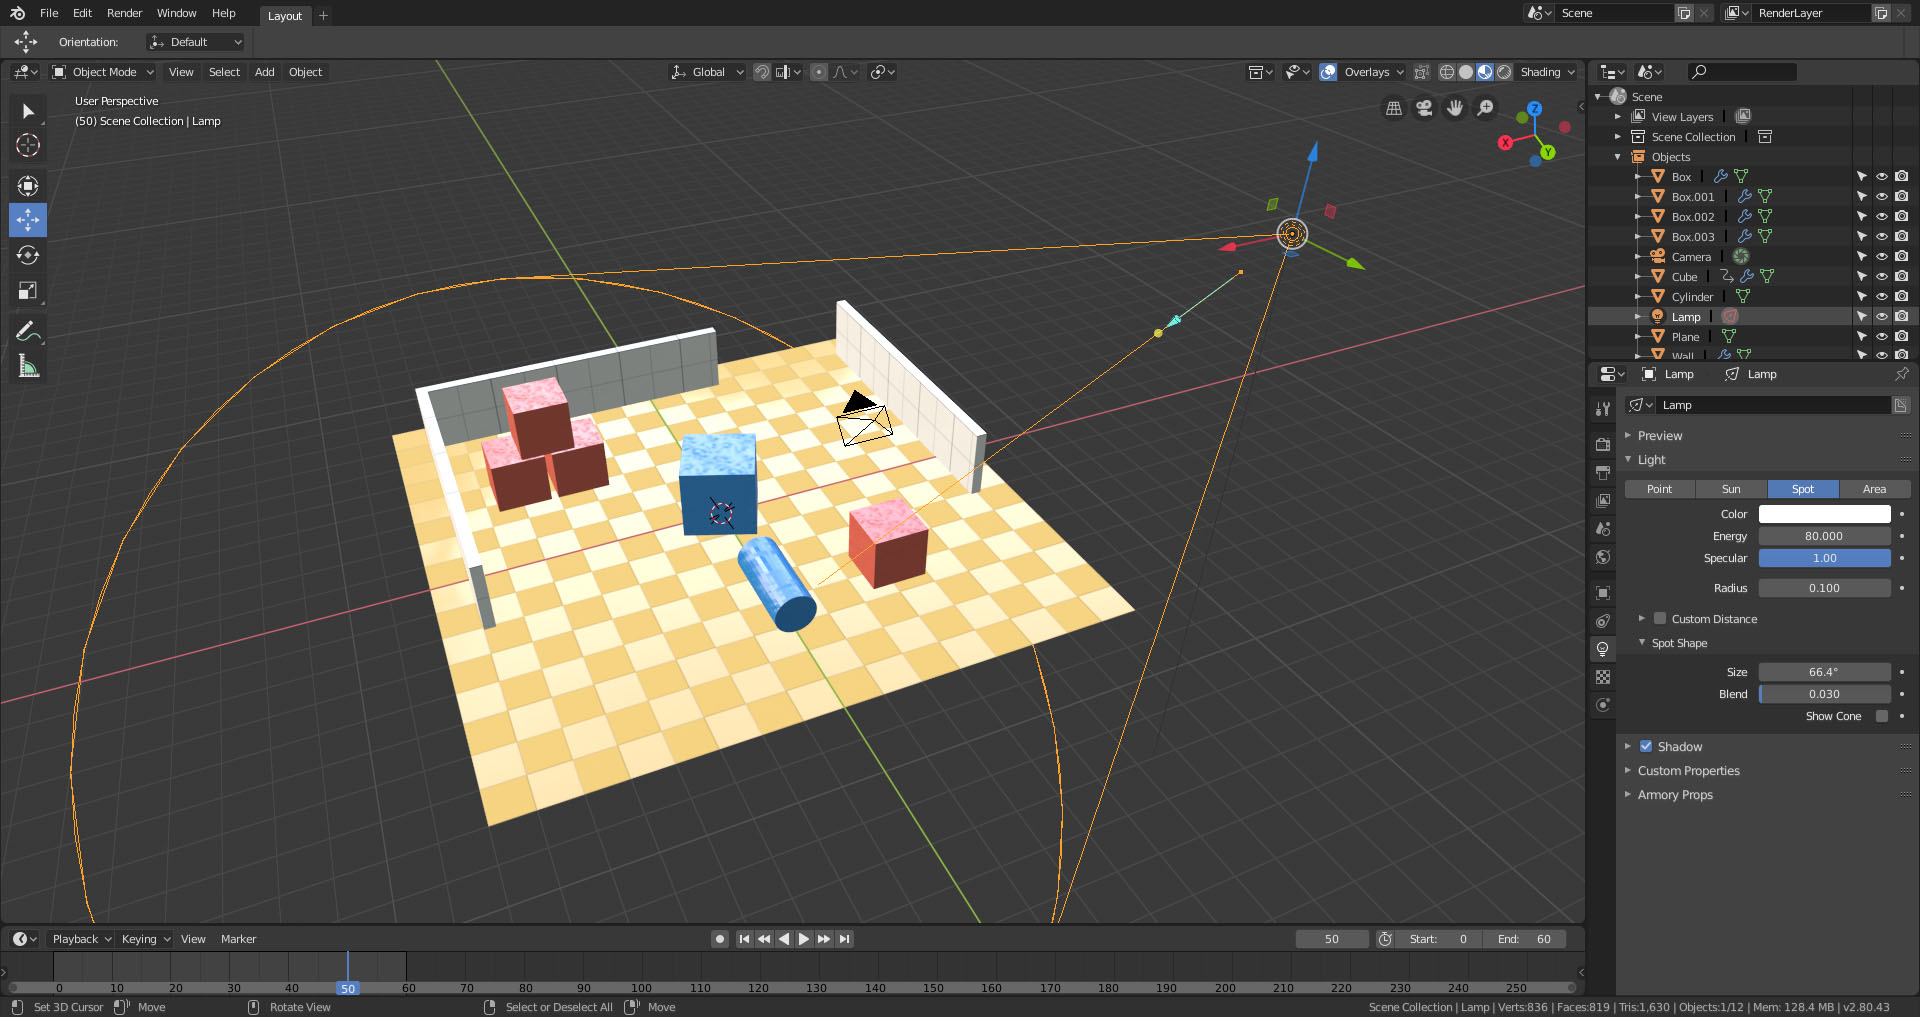 File Edit Render Window Help Layout + Scene RenderLayer
Orientation: Default
Object Mode View Select Add Object Global Overlays Shading
User Perspective
(50) Scene Collection | Lamp
Z
X
Y
Scene
View Layers
Scene Collection
Objects
Box
Box.001
Box.002
Box.003
Camera
Cube
Cylinder
Lamp
Plane
Wall
Lamp Lamp
Lamp
Preview
Light
Point Sun Spot Area
Color
Energy 80.000
Specular 1.00
Radius 0.100
Custom Distance
Spot Shape
Size 66.4°
Blend 0.030
Show Cone
Shadow
Custom Properties
Armory Props
Playback Keying View Marker 50 Start: 0 End: 60
0 10 20 30 40 50 60 70 80 90 100 110 120 130 140 150 160 170 180 190 200 210 220 230 240 250
Set 3D Cursor Move Rotate View Select or Deselect All Move Scene Collection | Lamp | Verts:836 | Faces:819 | Tris:1,630 | Objects:1/12 | Mem: 128.4 MB | v2.80.43